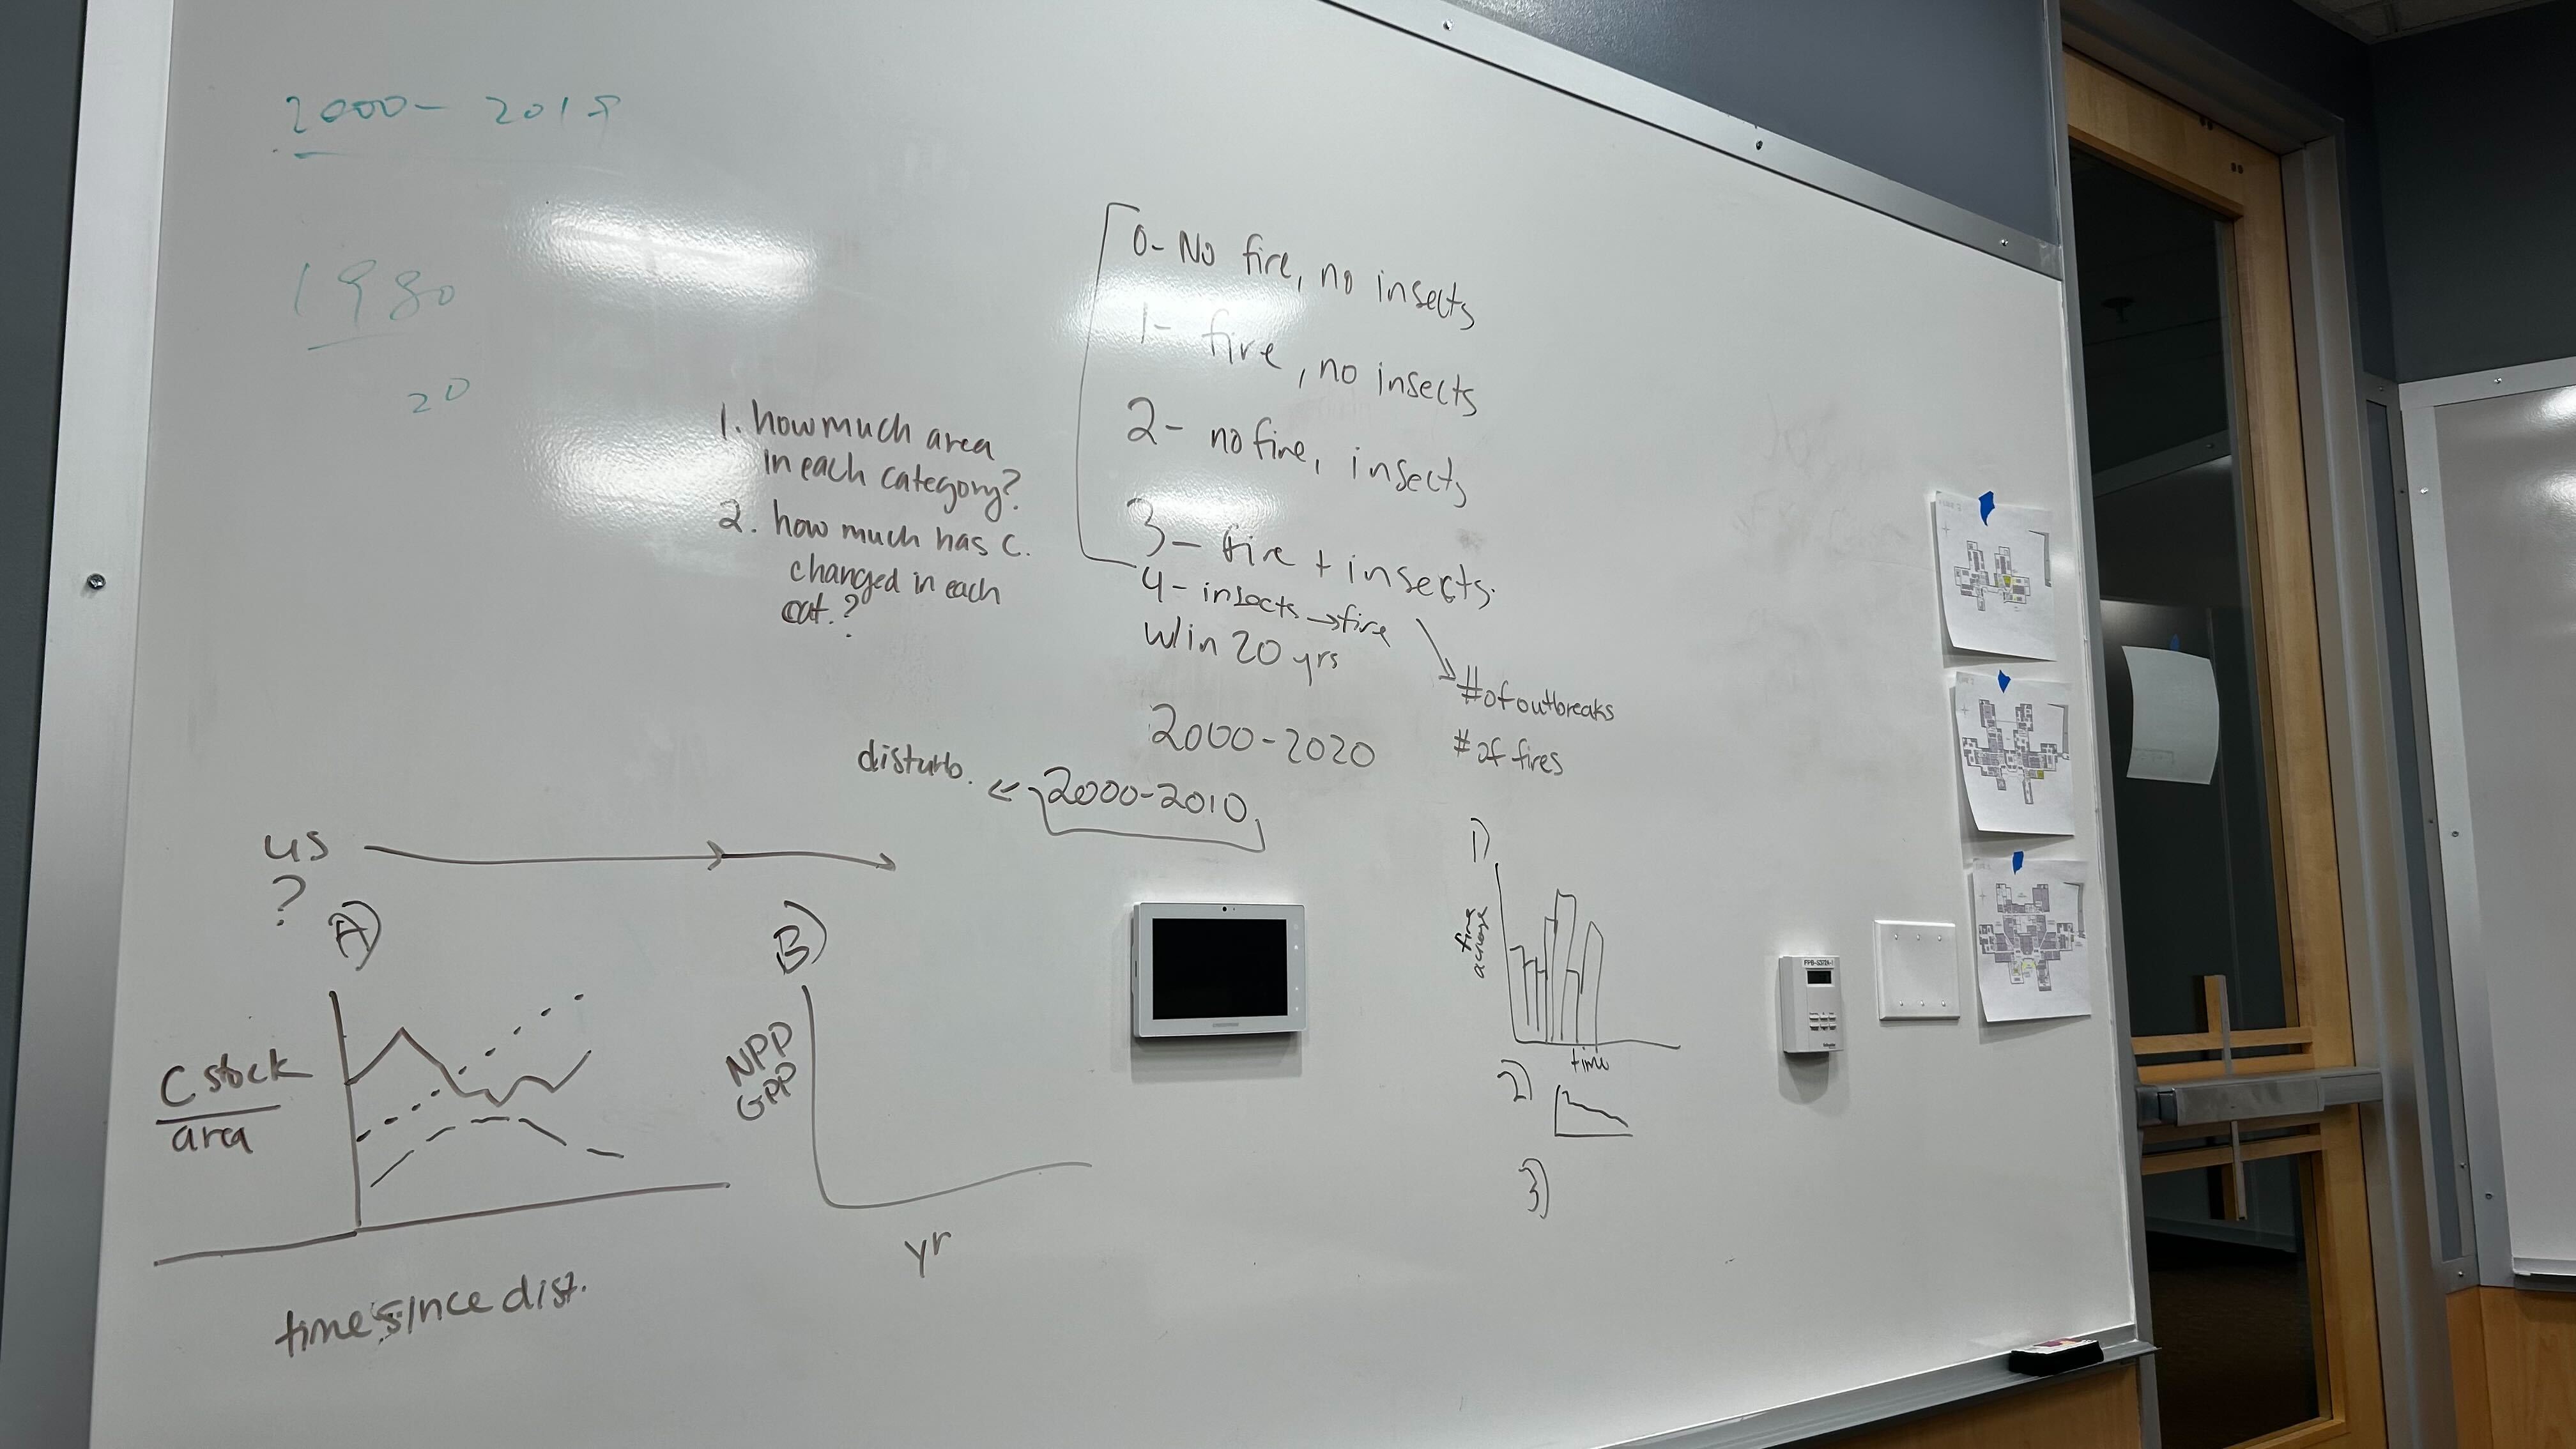 2000- 2018
1980
20
0- No fire, no insects
1- fire, no insects
2- no fire, insects
3- fire + insects.
4- insects →fire
w/in 20 yrs
1. how much area
in each category?
2. how much has C.
changed in each
cat.?
#of outbreaks
# of fires
2000-2020
disturb. ← 2000-2010
us
?
A)
C stock
area
time since dist.
B)
NPP
GPP
yr
1)
fire
acreage
time
2)
3)